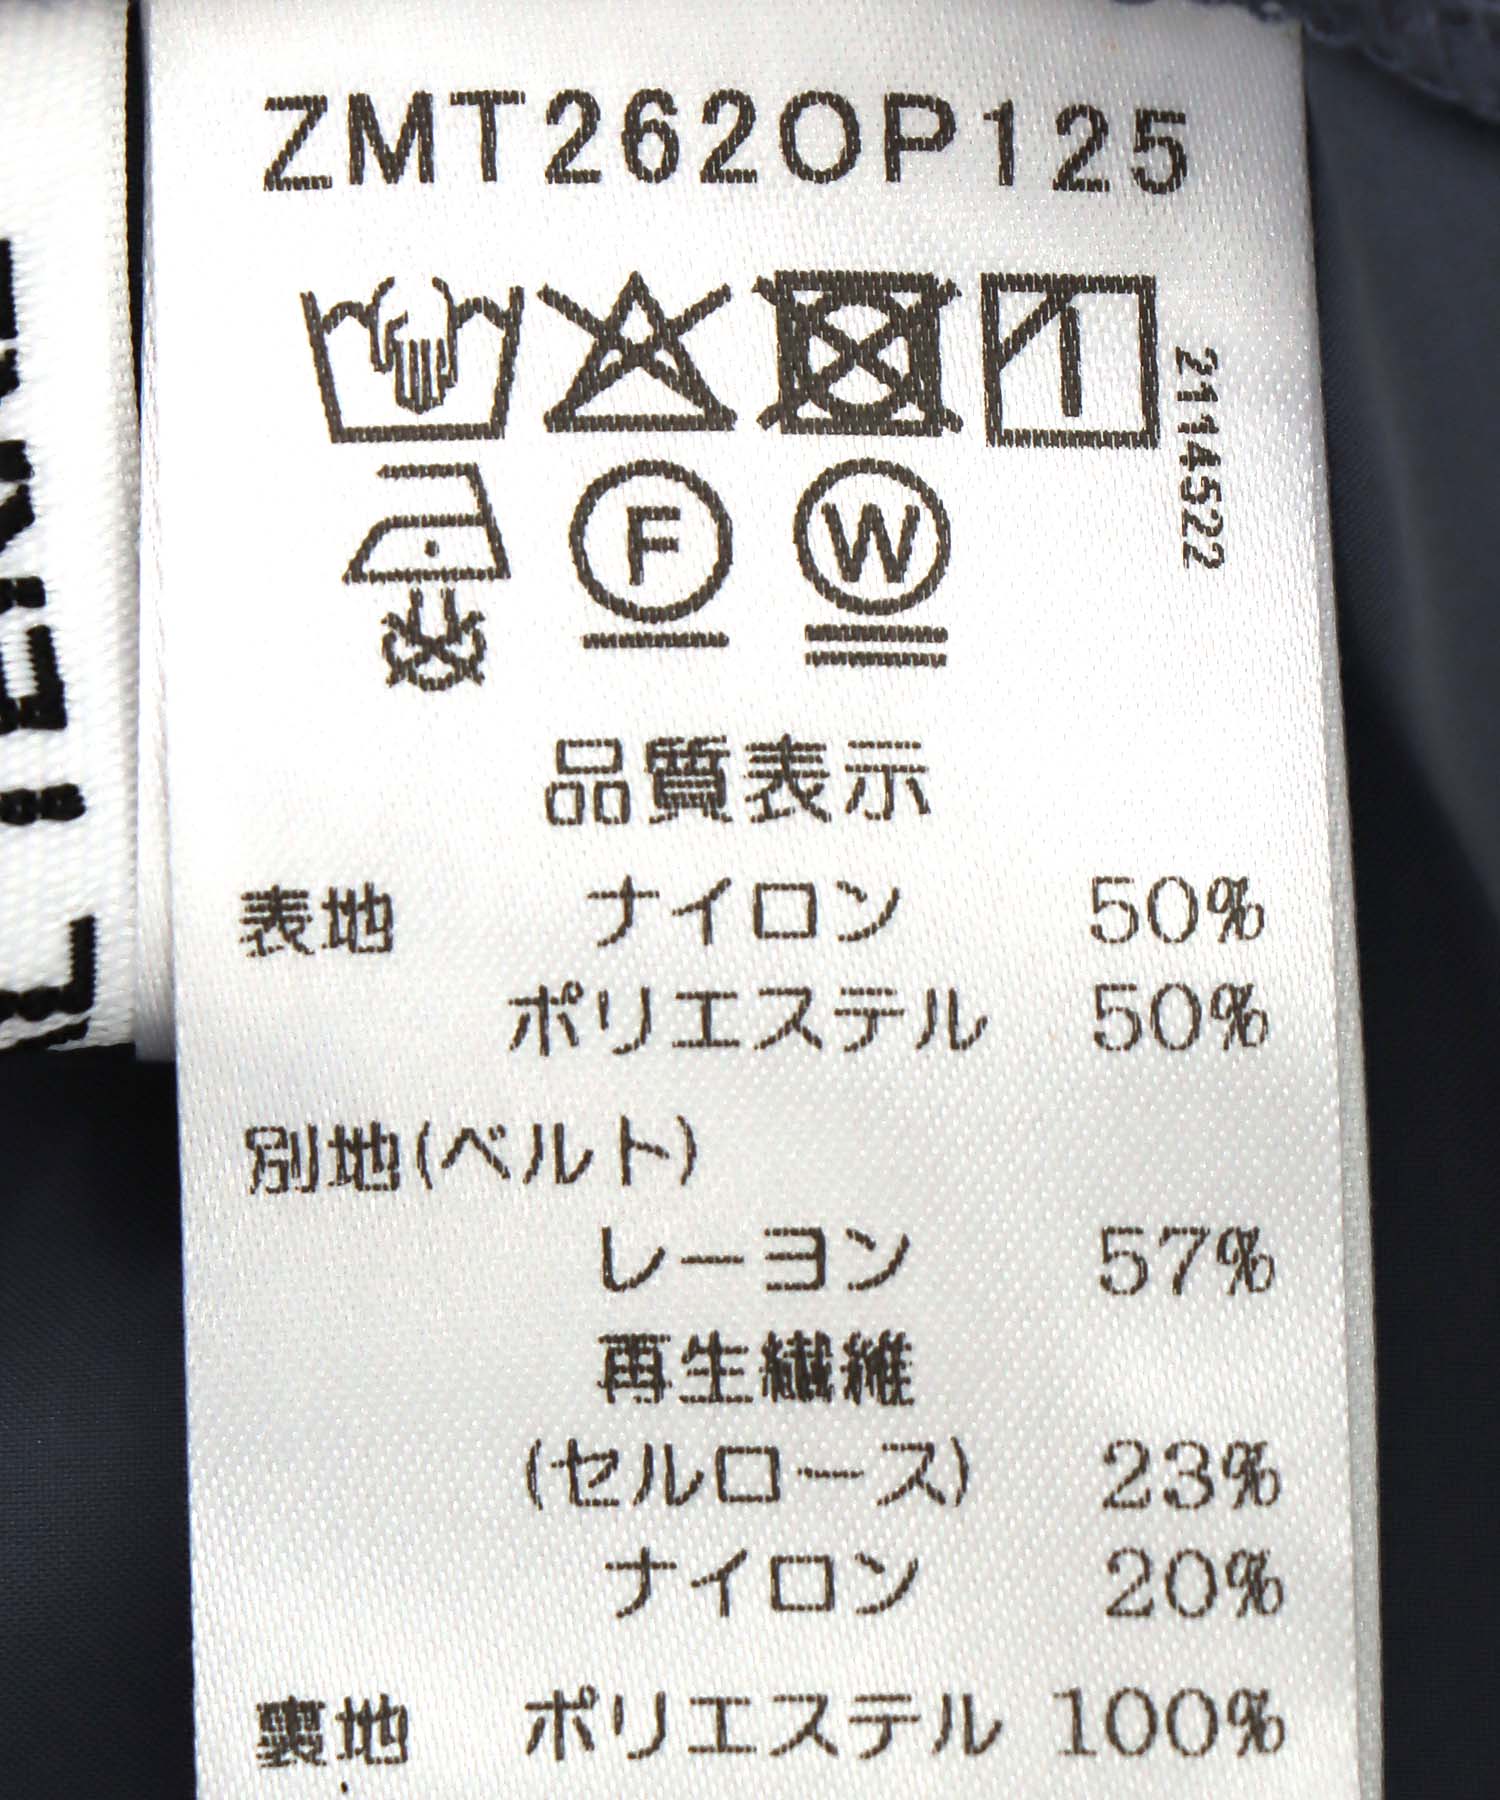 ZMT262OP125
2114522
F
W
品質表示
表地 ナイロン 50%
ポリエステル 50%
別地(ベルト)
レーヨン 57%
再生繊維
(セルロース) 23%
ナイロン 20%
裏地 ポリエステル 100%